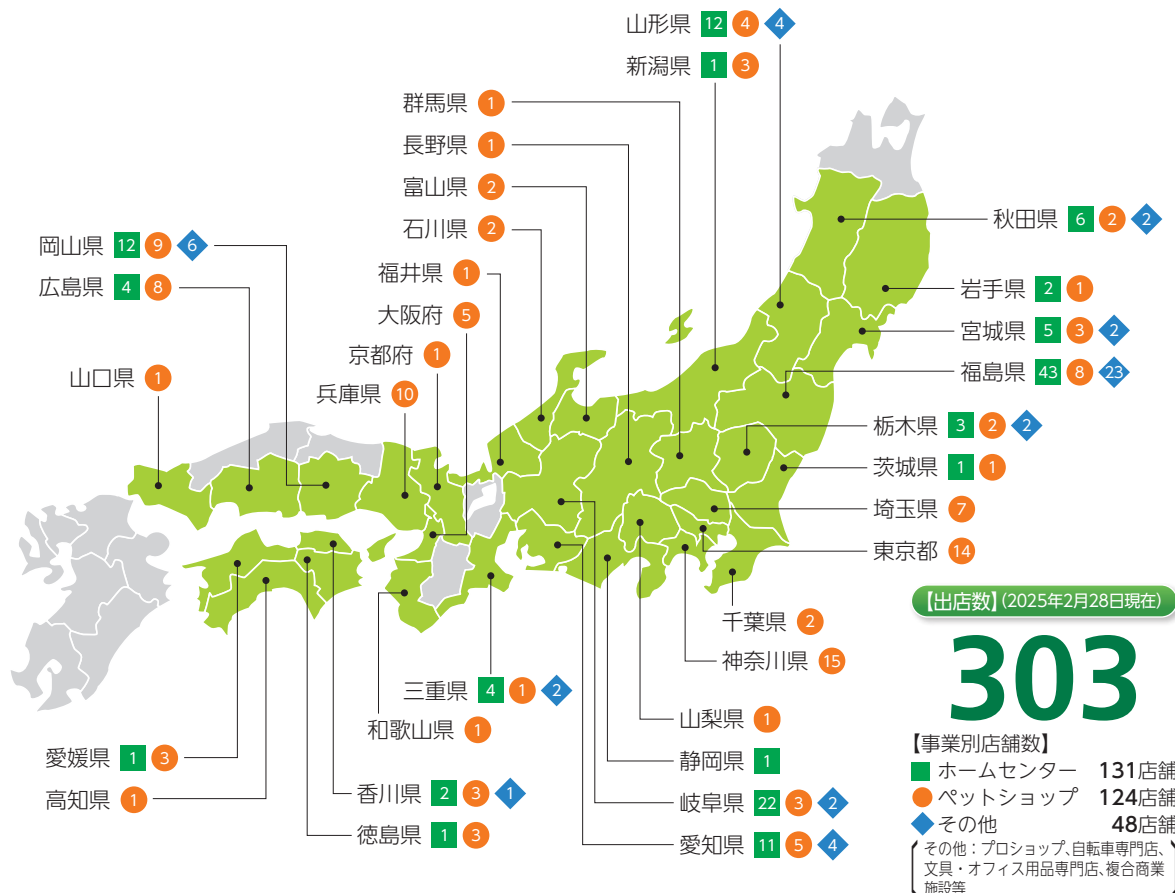 山形県 12 4 4
新潟県 1 3
群馬県 1
長野県 1
富山県 2
石川県 2
福井県 1
大阪府 5
京都府 1
兵庫県 10
岡山県 12 9 6
広島県 4 8
山口県 1
秋田県 6 2 2
岩手県 2 1
宮城県 5 3 2
福島県 43 8 23
栃木県 3 2 2
茨城県 1 1
埼玉県 7
東京都 14
千葉県 2
神奈川県 15
三重県 4 1 2
和歌山県 1
山梨県 1
静岡県 1
岐阜県 22 3 2
愛知県 11 5 4
愛媛県 1 3
高知県 1
香川県 2 3 1
徳島県 1 3
【出店数】(2025年2月28日現在)
303
【事業別店舗数】
ホームセンター 131店舗
ペットショップ 124店舗
その他 48店舗
その他：プロショップ、自転車専門店、
文具・オフィス用品専門店、複合商業
施設等